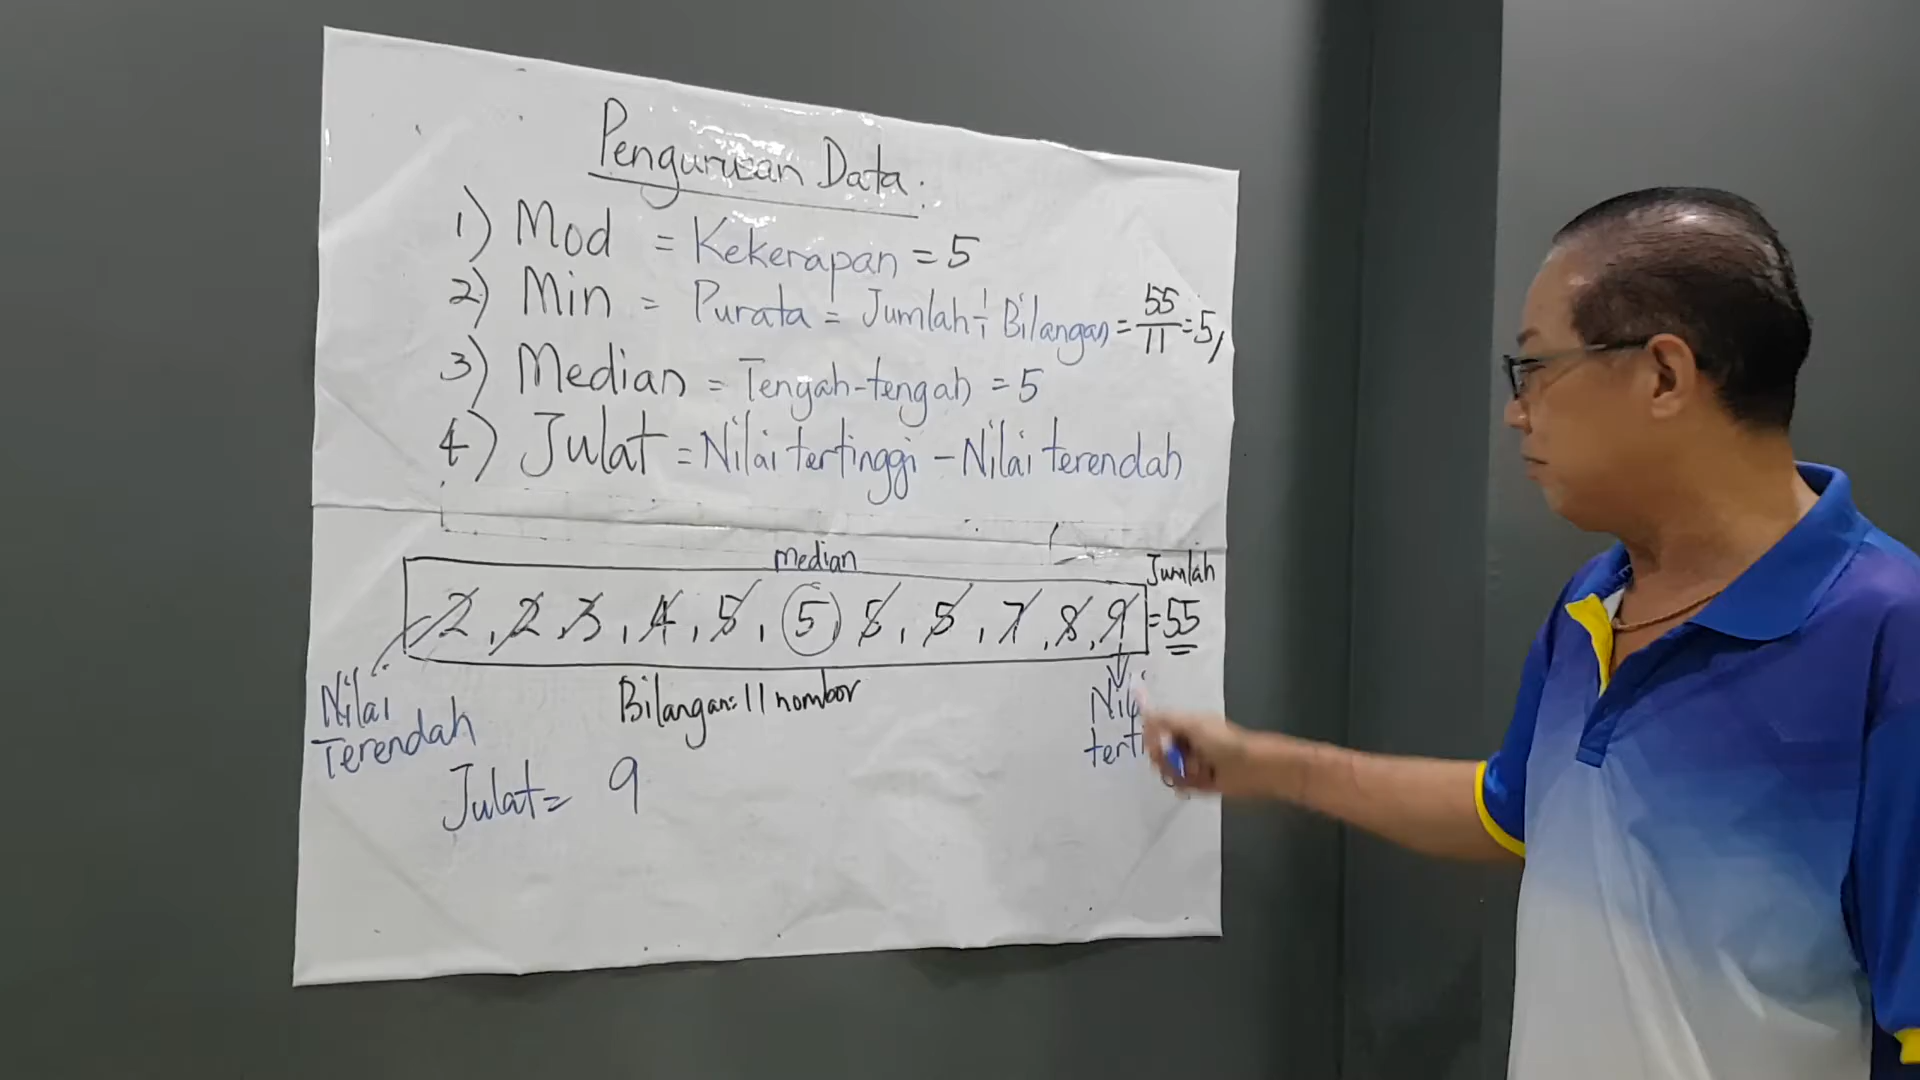 Pengurusan Data:
1) Mod = Kekerapan = 5
2) Min = Purata = Jumlah ÷ Bilangan = 55/11 = 5,
3) Median = Tengah-tengah = 5
4) Julat = Nilai tertinggi - Nilai terendah
median
Jumlah
2, 2, 3, 4, 5, 5 5, 5, 7, 8, 9 = 55
Nilai Terendah
Bilangan: 11 nombor
Julat = 9